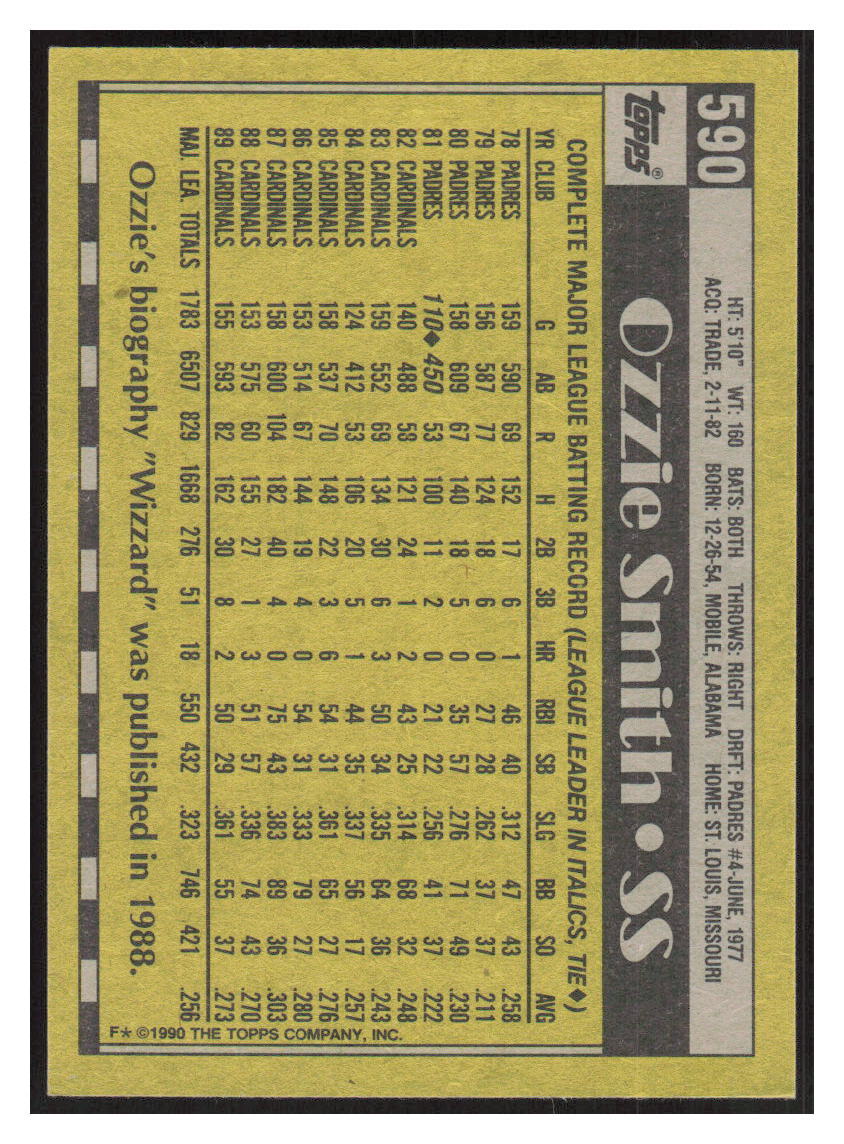 590
HT: 5'10" WT: 160 BATS: BOTH THROWS: RIGHT DRFT: PADRES #4-JUNE, 1977
ACQ: TRADE, 2-11-82 BORN: 12-26-54, MOBILE, ALABAMA HOME: ST. LOUIS, MISSOURI
topps®
Ozzie Smith • SS
COMPLETE MAJOR LEAGUE BATTING RECORD (LEAGUE LEADER IN ITALICS, TIE♦)
YR CLUB G AB R H 2B 3B HR RBI SB SLG BB SO AVG
78 PADRES 159 590 69 152 17 6 1 46 40 .312 47 43 .258
79 PADRES 156 587 77 124 18 6 0 27 28 .262 37 37 .211
80 PADRES 158 609 67 140 18 5 0 35 57 .276 71 49 .230
81 PADRES 110♦ 450 53 100 11 2 0 21 22 .256 41 37 .222
82 CARDINALS 140 488 58 121 24 1 2 43 25 .314 68 32 .248
83 CARDINALS 159 552 69 134 30 6 3 50 34 .335 64 36 .243
84 CARDINALS 124 412 53 106 20 5 1 44 35 .337 56 17 .257
85 CARDINALS 158 537 70 148 22 3 6 54 31 .361 65 27 .276
86 CARDINALS 153 514 67 144 19 4 0 54 31 .333 79 27 .280
87 CARDINALS 158 600 104 182 40 4 0 75 43 .383 89 36 .303
88 CARDINALS 153 575 60 155 27 1 3 51 57 .336 74 43 .270
89 CARDINALS 155 593 82 162 30 8 2 50 29 .361 55 37 .273
MAJ. LEA. TOTALS 1783 6507 829 1668 276 51 18 550 432 .323 746 421 .256
Ozzie's biography "Wizzard" was published in 1988.
F* ©1990 THE TOPPS COMPANY, INC.